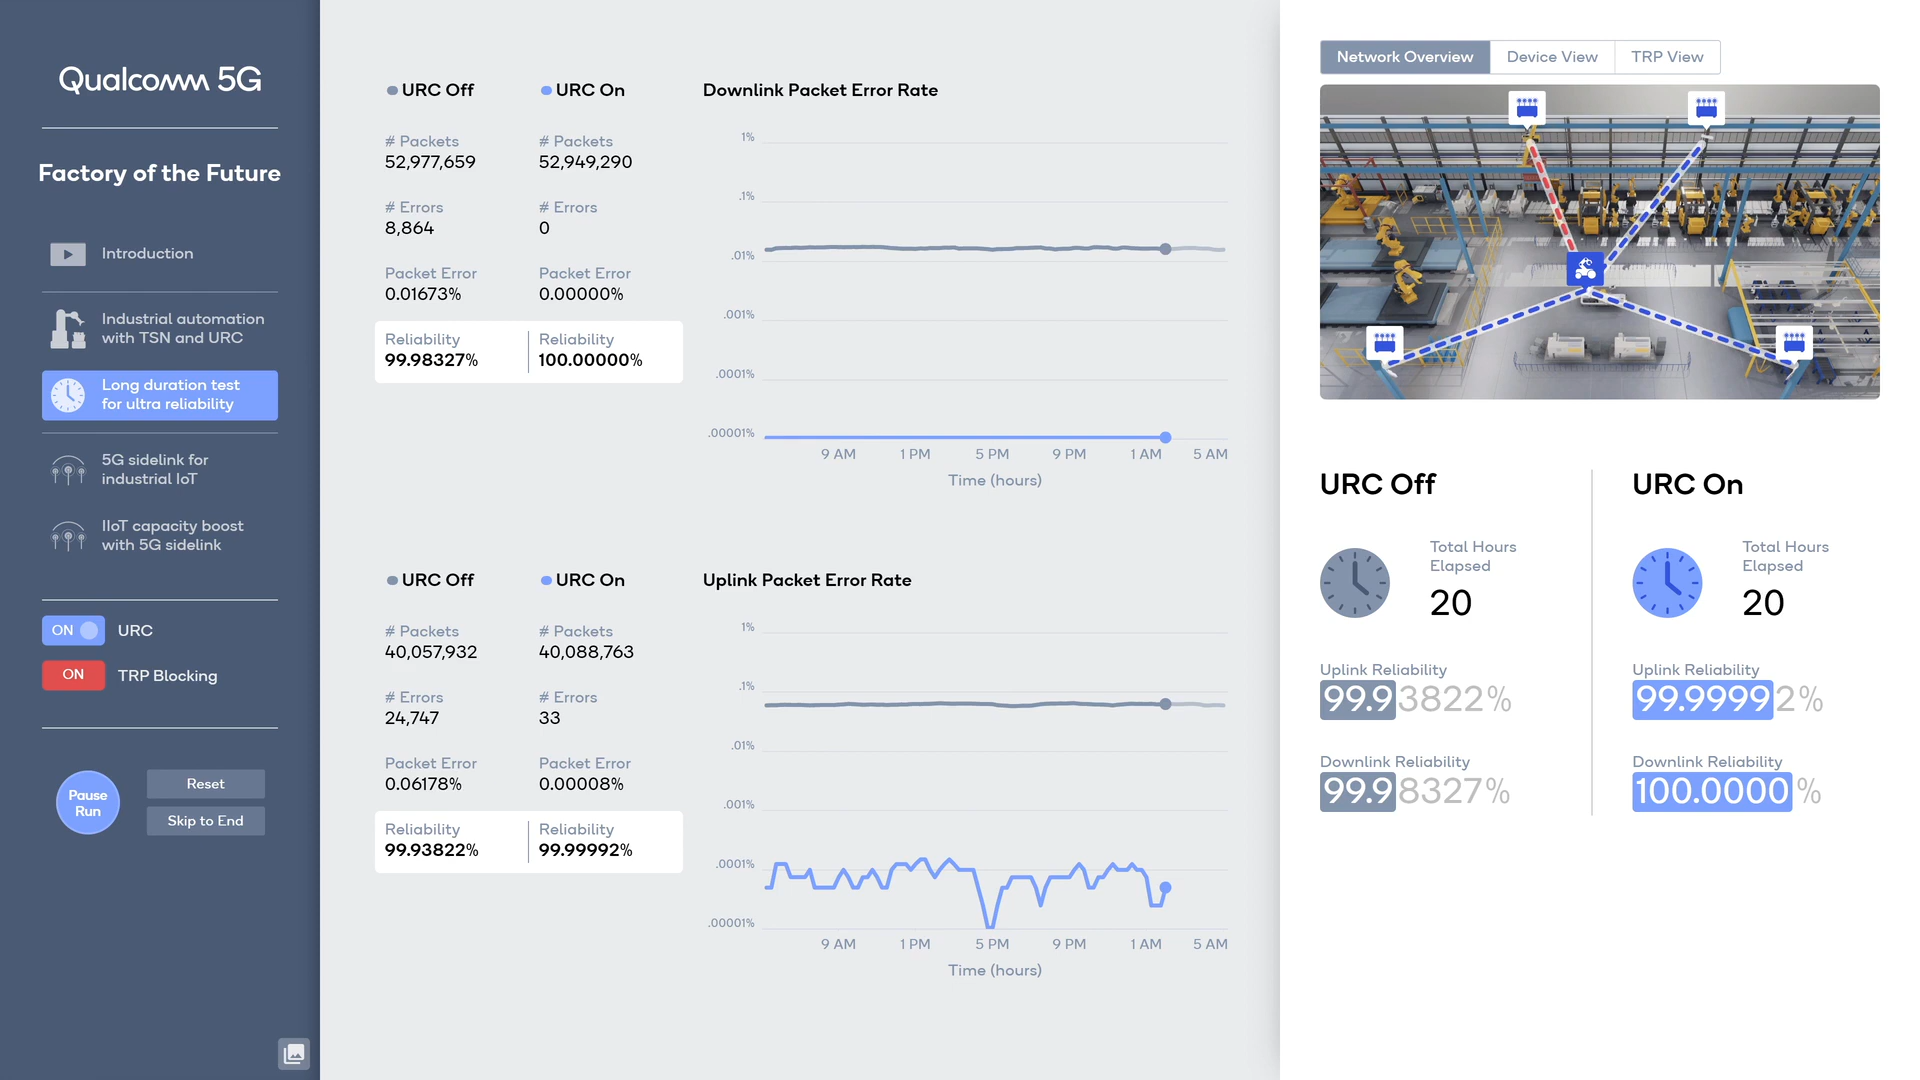 Qualcomm 5G
Factory of the Future
Introduction
Industrial automation
with TSN and URC
Long duration test
for ultra reliability
5G sidelink for
industrial IoT
IIoT capacity boost
with 5G sidelink
ON URC
ON TRP Blocking
Pause
Run
Reset
Skip to End
URC Off URC On
# Packets # Packets
52,977,659 52,949,290
# Errors # Errors
8,864 0
Packet Error Packet Error
0.01673% 0.00000%
Reliability Reliability
99.98327% 100.00000%
Downlink Packet Error Rate
1%
.1%
.01%
.001%
.0001%
.00001%
9 AM 1 PM 5 PM 9 PM 1 AM 5 AM
Time (hours)
URC Off URC On
# Packets # Packets
40,057,932 40,088,763
# Errors # Errors
24,747 33
Packet Error Packet Error
0.06178% 0.00008%
Reliability Reliability
99.93822% 99.99992%
Uplink Packet Error Rate
1%
.1%
.01%
.001%
.0001%
.00001%
9 AM 1 PM 5 PM 9 PM 1 AM 5 AM
Time (hours)
Network Overview Device View TRP View
URC Off
Total Hours
Elapsed
20
Uplink Reliability
99.93822%
Downlink Reliability
99.98327%
URC On
Total Hours
Elapsed
20
Uplink Reliability
99.99992%
Downlink Reliability
100.0000%